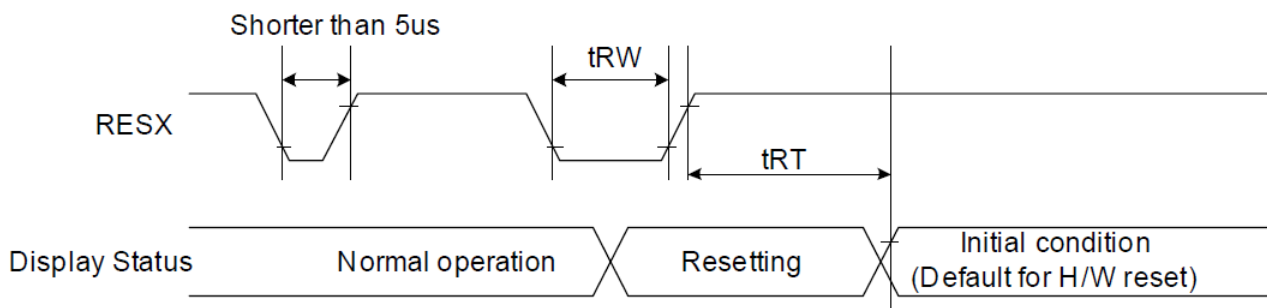 Shorter than 5us
tRW
RESX
tRT
Display Status
Normal operation
Resetting
Initial condition
(Default for H/W reset)